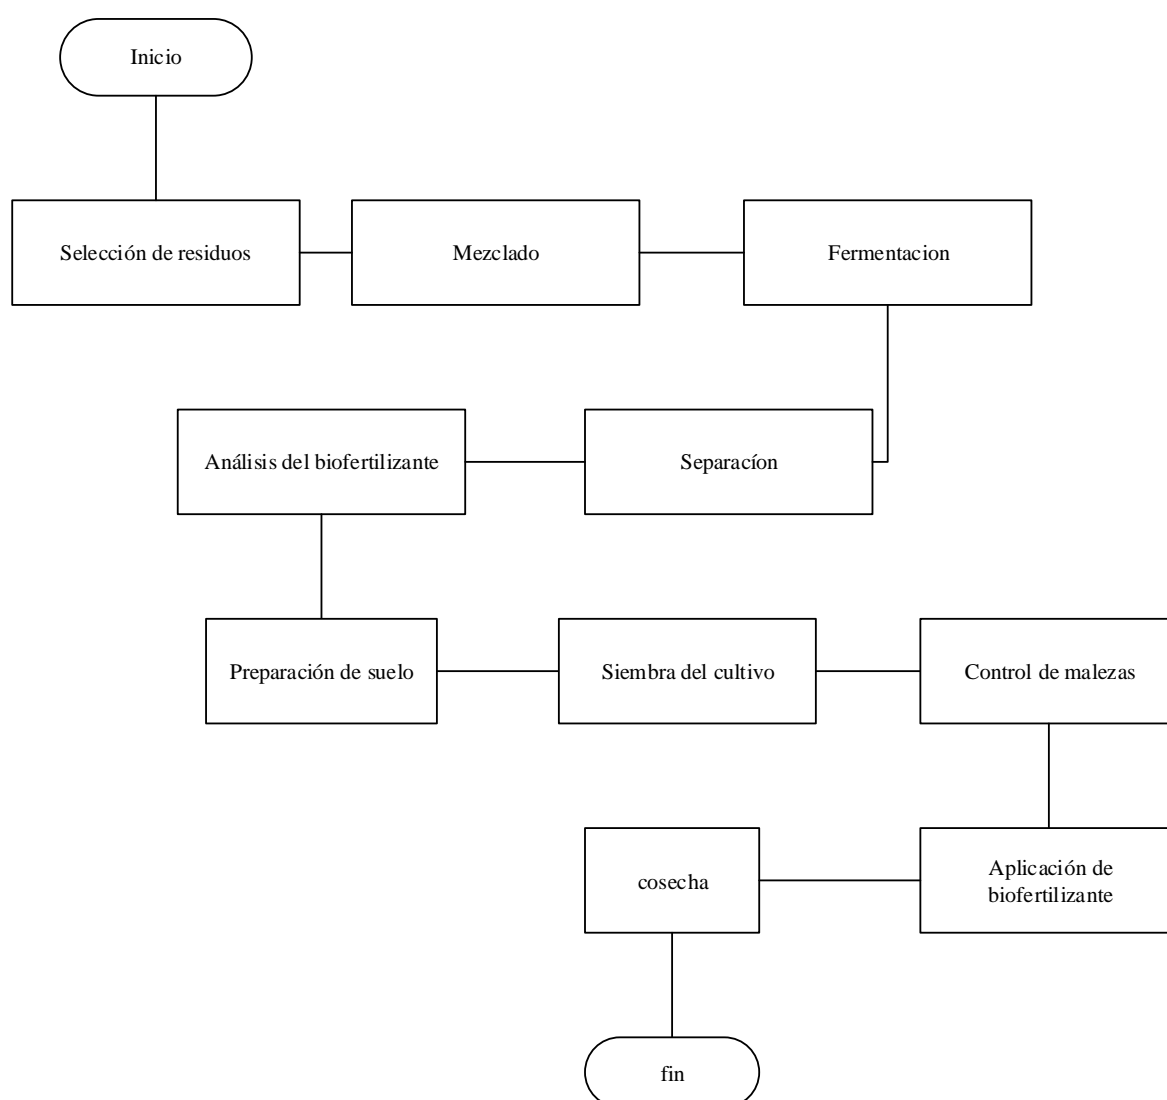 Inicio
Selección de residuos
Mezclado
Fermentacion
Separacíon
Análisis del biofertilizante
Preparación de suelo
Siembra del cultivo
Control de malezas
Aplicación de
biofertilizante
cosecha
fin